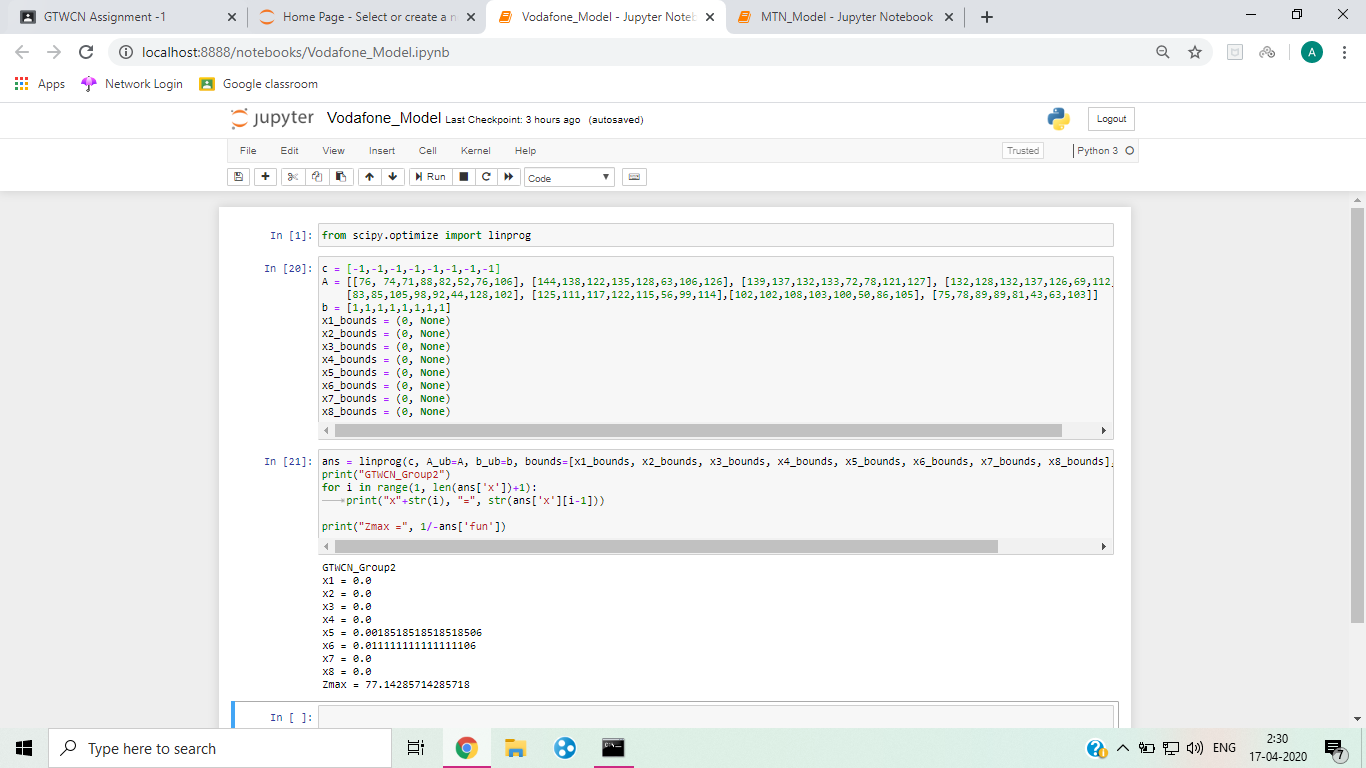 GTWCN Assignment -1
Home Page - Select or create a n
Vodafone_Model - Jupyter Noteb
MTN_Model - Jupyter Notebook
localhost:8888/notebooks/Vodafone_Model.ipynb
A
Apps
Network Login
Google classroom
jupyter Vodafone_Model Last Checkpoint: 3 hours ago (autosaved)
Logout
File Edit View Insert Cell Kernel Help
Trusted
Python 3
Run
Code
In [1]: from scipy.optimize import linprog
In [20]: c = [-1,-1,-1,-1,-1,-1,-1,-1]
A = [[76, 74,71,88,82,52,76,106], [144,138,122,135,128,63,106,126], [139,137,132,133,72,78,121,127], [132,128,132,137,126,69,112,
[83,85,105,98,92,44,128,102], [125,111,117,122,115,56,99,114],[102,102,108,103,100,50,86,105], [75,78,89,89,81,43,63,103]]
b = [1,1,1,1,1,1,1,1]
x1_bounds = (0, None)
x2_bounds = (0, None)
x3_bounds = (0, None)
x4_bounds = (0, None)
x5_bounds = (0, None)
x6_bounds = (0, None)
x7_bounds = (0, None)
x8_bounds = (0, None)
In [21]: ans = linprog(c, A_ub=A, b_ub=b, bounds=[x1_bounds, x2_bounds, x3_bounds, x4_bounds, x5_bounds, x6_bounds, x7_bounds, x8_bounds],
print("GTWCN_Group2")
for i in range(1, len(ans['x'])+1):
print("x"+str(i), "=", str(ans['x'][i-1]))
print("Zmax =", 1/-ans['fun'])
GTWCN_Group2
x1 = 0.0
x2 = 0.0
x3 = 0.0
x4 = 0.0
x5 = 0.0018518518518518506
x6 = 0.011111111111111106
x7 = 0.0
x8 = 0.0
Zmax = 77.14285714285718
In [ ]:
Type here to search
ENG
2:30
17-04-2020
7